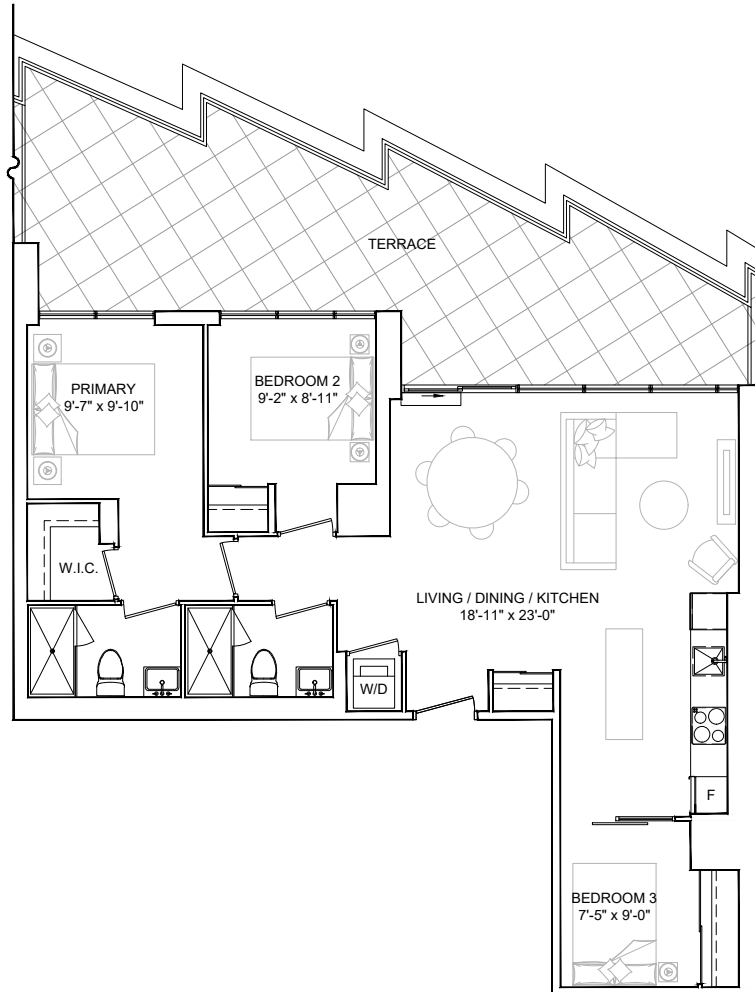 TERRACE
PRIMARY
9'-7" x 9'-10"
BEDROOM 2
9'-2" x 8'-11"
W.I.C.
LIVING / DINING / KITCHEN
18'-11" x 23'-0"
W/D
F
BEDROOM 3
7'-5" x 9'-0"